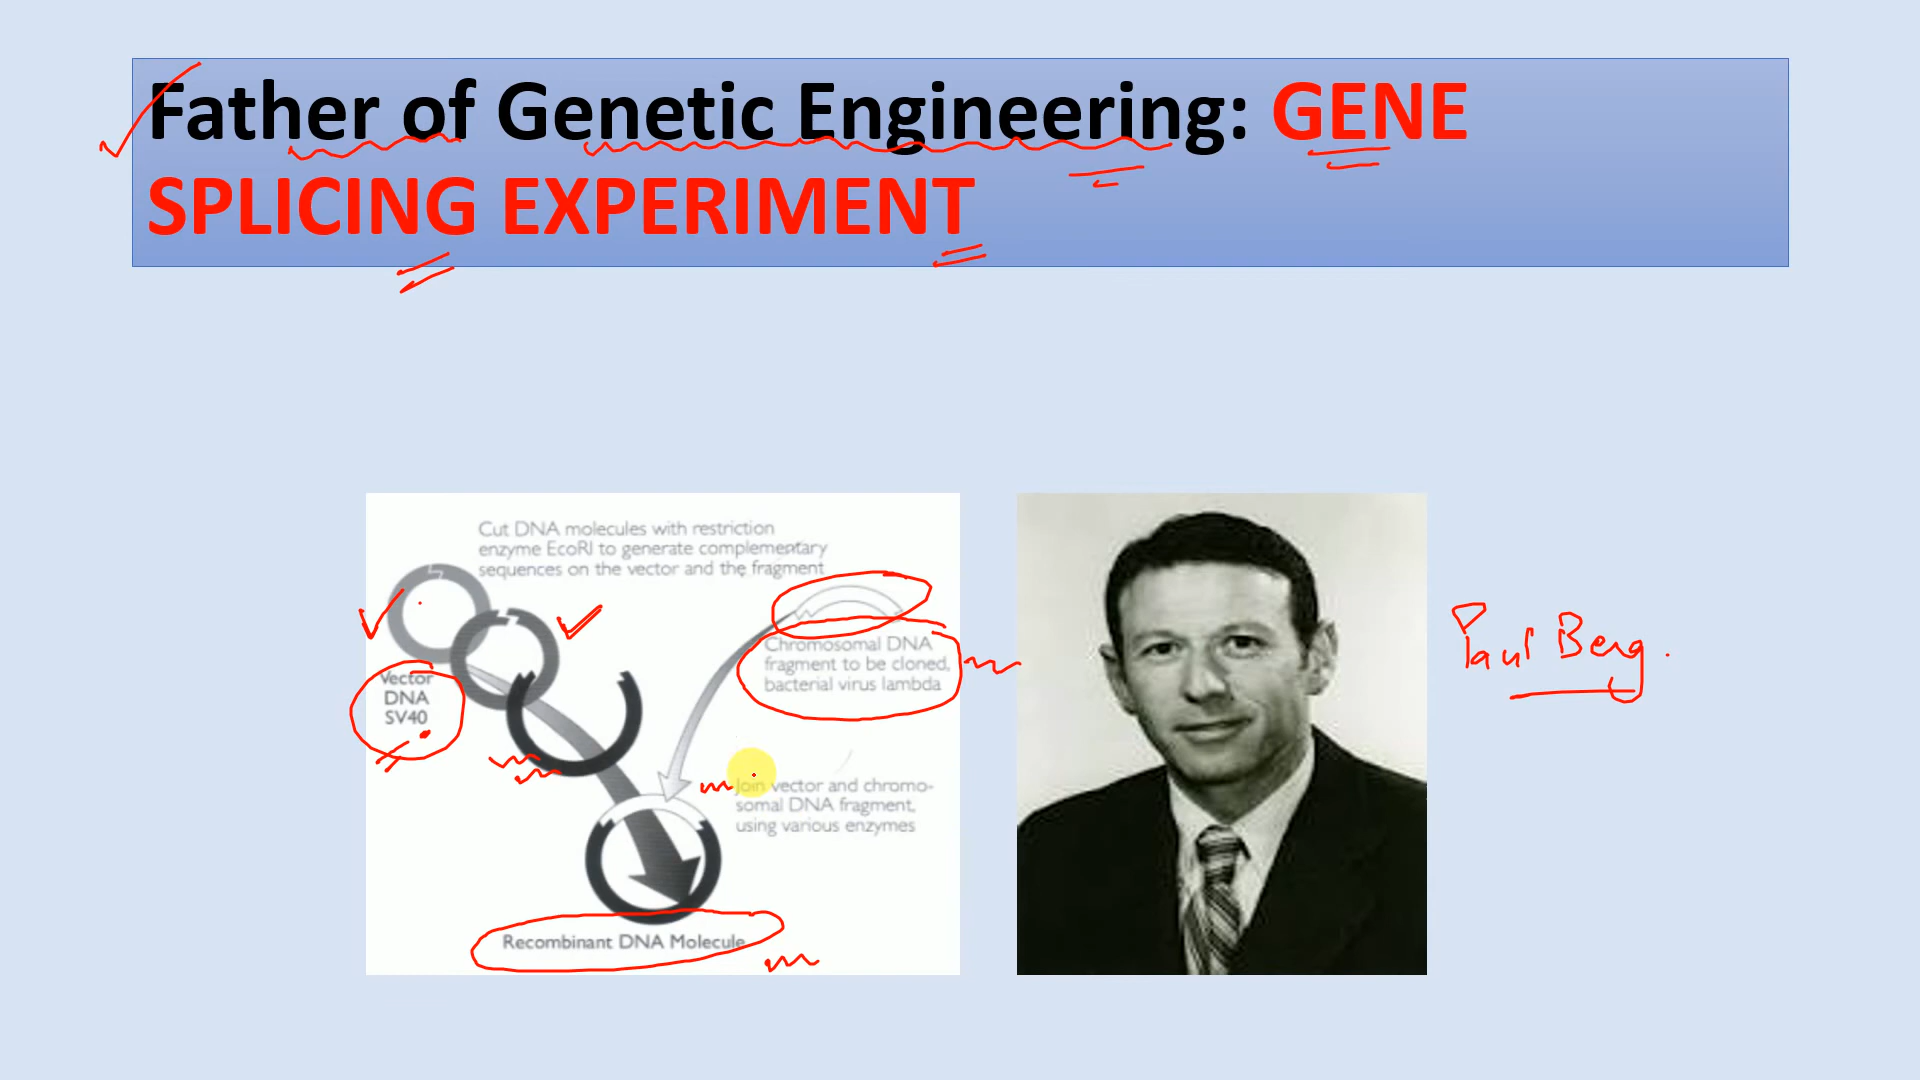 Father of Genetic Engineering: GENE
SPLICING EXPERIMENT
Cut DNA molecules with restriction
enzyme EcoRI to generate complementary
sequences on the vector and the fragment
Vector
DNA
SV40
Chromosomal DNA
fragment to be cloned,
bacterial virus lambda
Join vector and chromo-
somal DNA fragment,
using various enzymes
Recombinant DNA Molecule
Paul Berg.